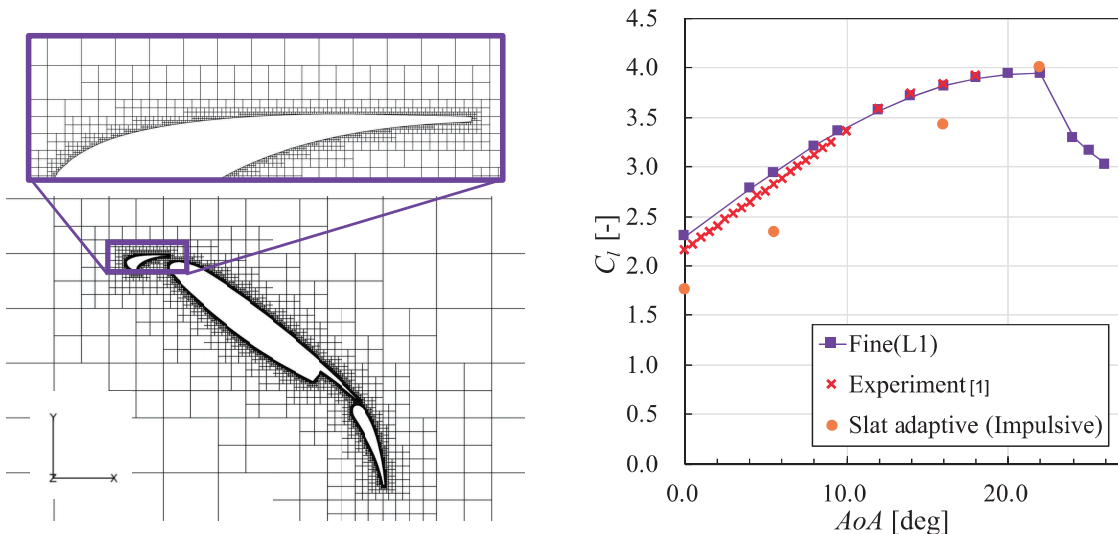 Y
Z
X
4.5
4.0
3.5
3.0
2.5
2.0
1.5
1.0
0.5
0.0
C_l [-]
Fine(L1)
Experiment[1]
Slat adaptive (Impulsive)
0.0 10.0 20.0
AoA [deg]